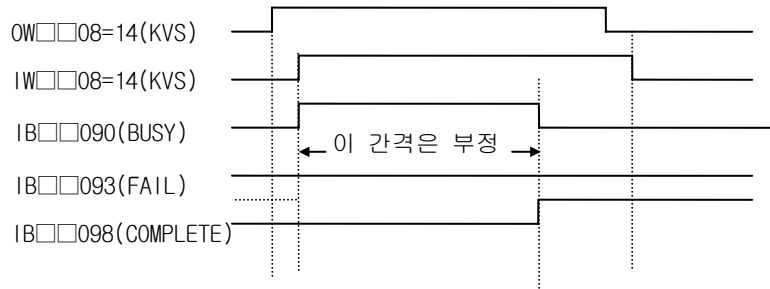 OW□□08=14(KVS)
IW□□08=14(KVS)
IB□□090(BUSY)
이 간격은 부정
IB□□093(FAIL)
IB□□098(COMPLETE)